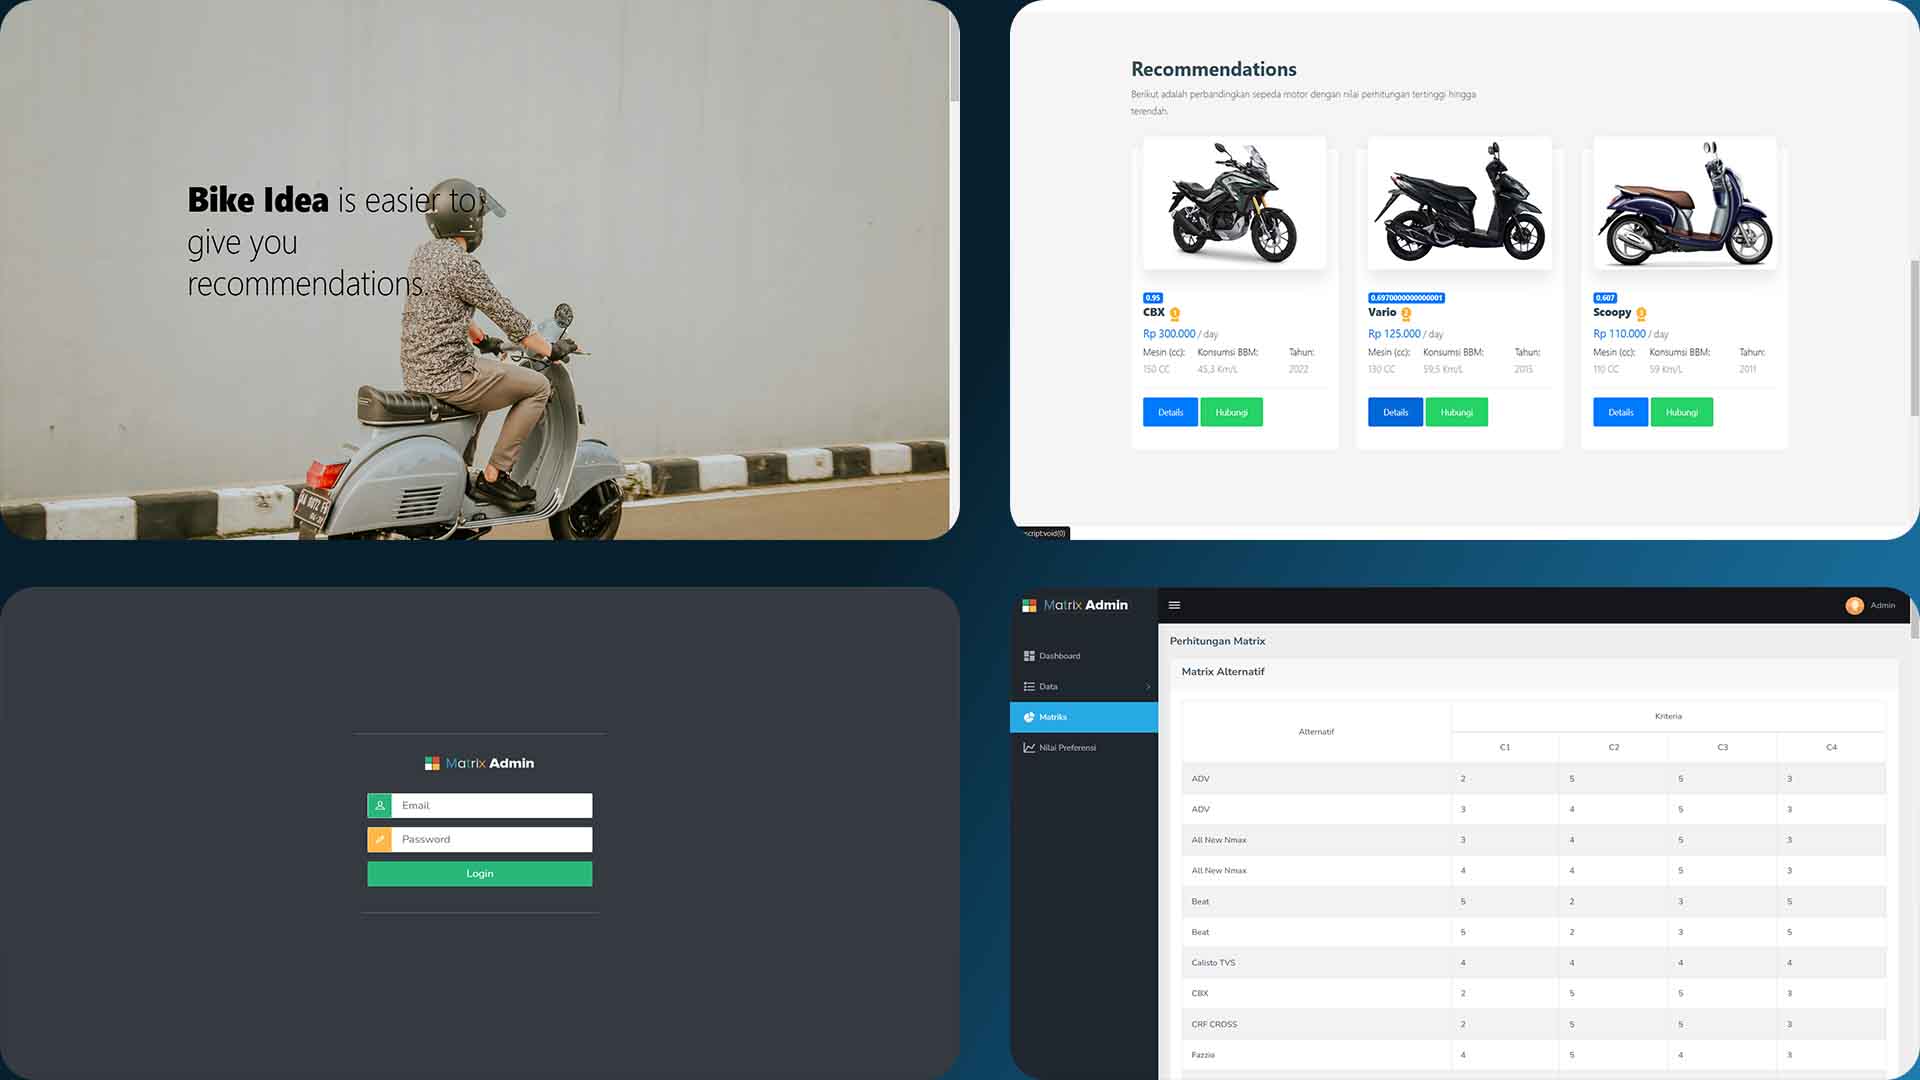 Bike Idea is easier to
give you
recommendations.
Recommendations
Berikut adalah perbandingkan sepeda motor dengan nilai perhitungan tertinggi hingga
terendah.
0.95
CBX 1
Rp 300.000 / day
Mesin (cc): Konsumsi BBM: Tahun:
150 CC 45,3 Km/L 2022
Details Hubungi
0.6970000000000001
Vario 2
Rp 125.000 / day
Mesin (cc): Konsumsi BBM: Tahun:
130 CC 59,5 Km/L 2015
Details Hubungi
0.607
Scoopy 3
Rp 110.000 / day
Mesin (cc): Konsumsi BBM: Tahun:
110 CC 59 Km/L 2011
Details Hubungi
script:void(0)
Matrix Admin
Email
Password
Login
Matrix Admin
Admin
Dashboard
Data
Matriks
Nilai Preferensi
Perhitungan Matrix
Matrix Alternatif
Alternatif Kriteria
C1 C2 C3 C4
ADV 2 5 5 3
ADV 3 4 5 3
All New Nmax 3 4 5 3
All New Nmax 4 4 5 3
Beat 5 2 3 5
Beat 5 2 3 5
Calisto TVS 4 4 4 4
CBX 2 5 5 3
CRF CROSS 2 5 5 3
Fazzio 4 5 4 3